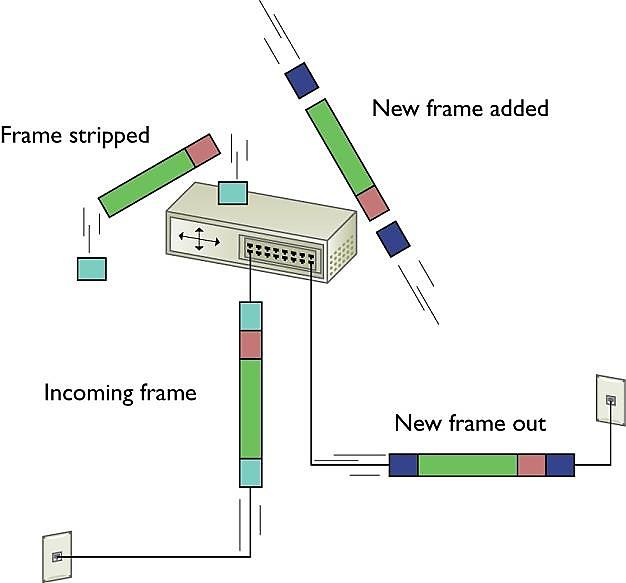 New frame added
Frame stripped
Incoming frame
New frame out